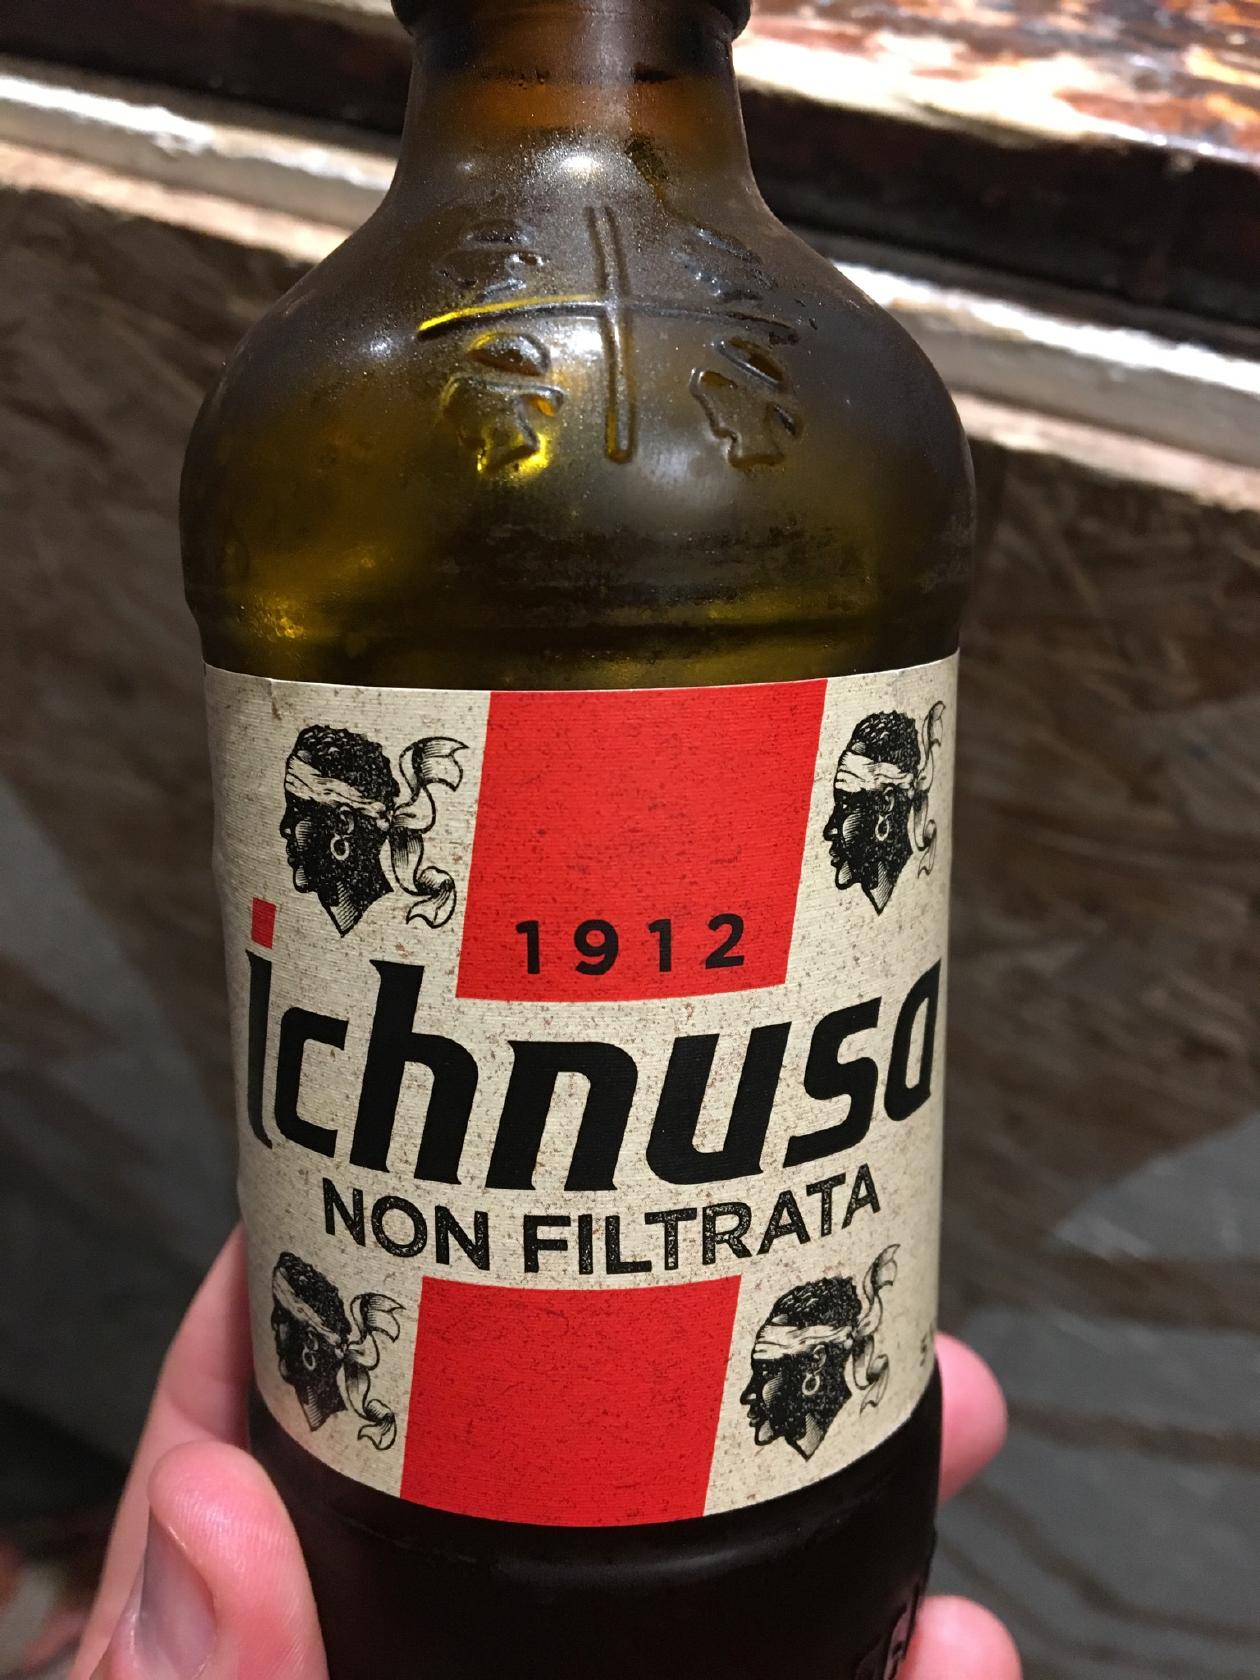 1912
ichnusa
NON FILTRATA